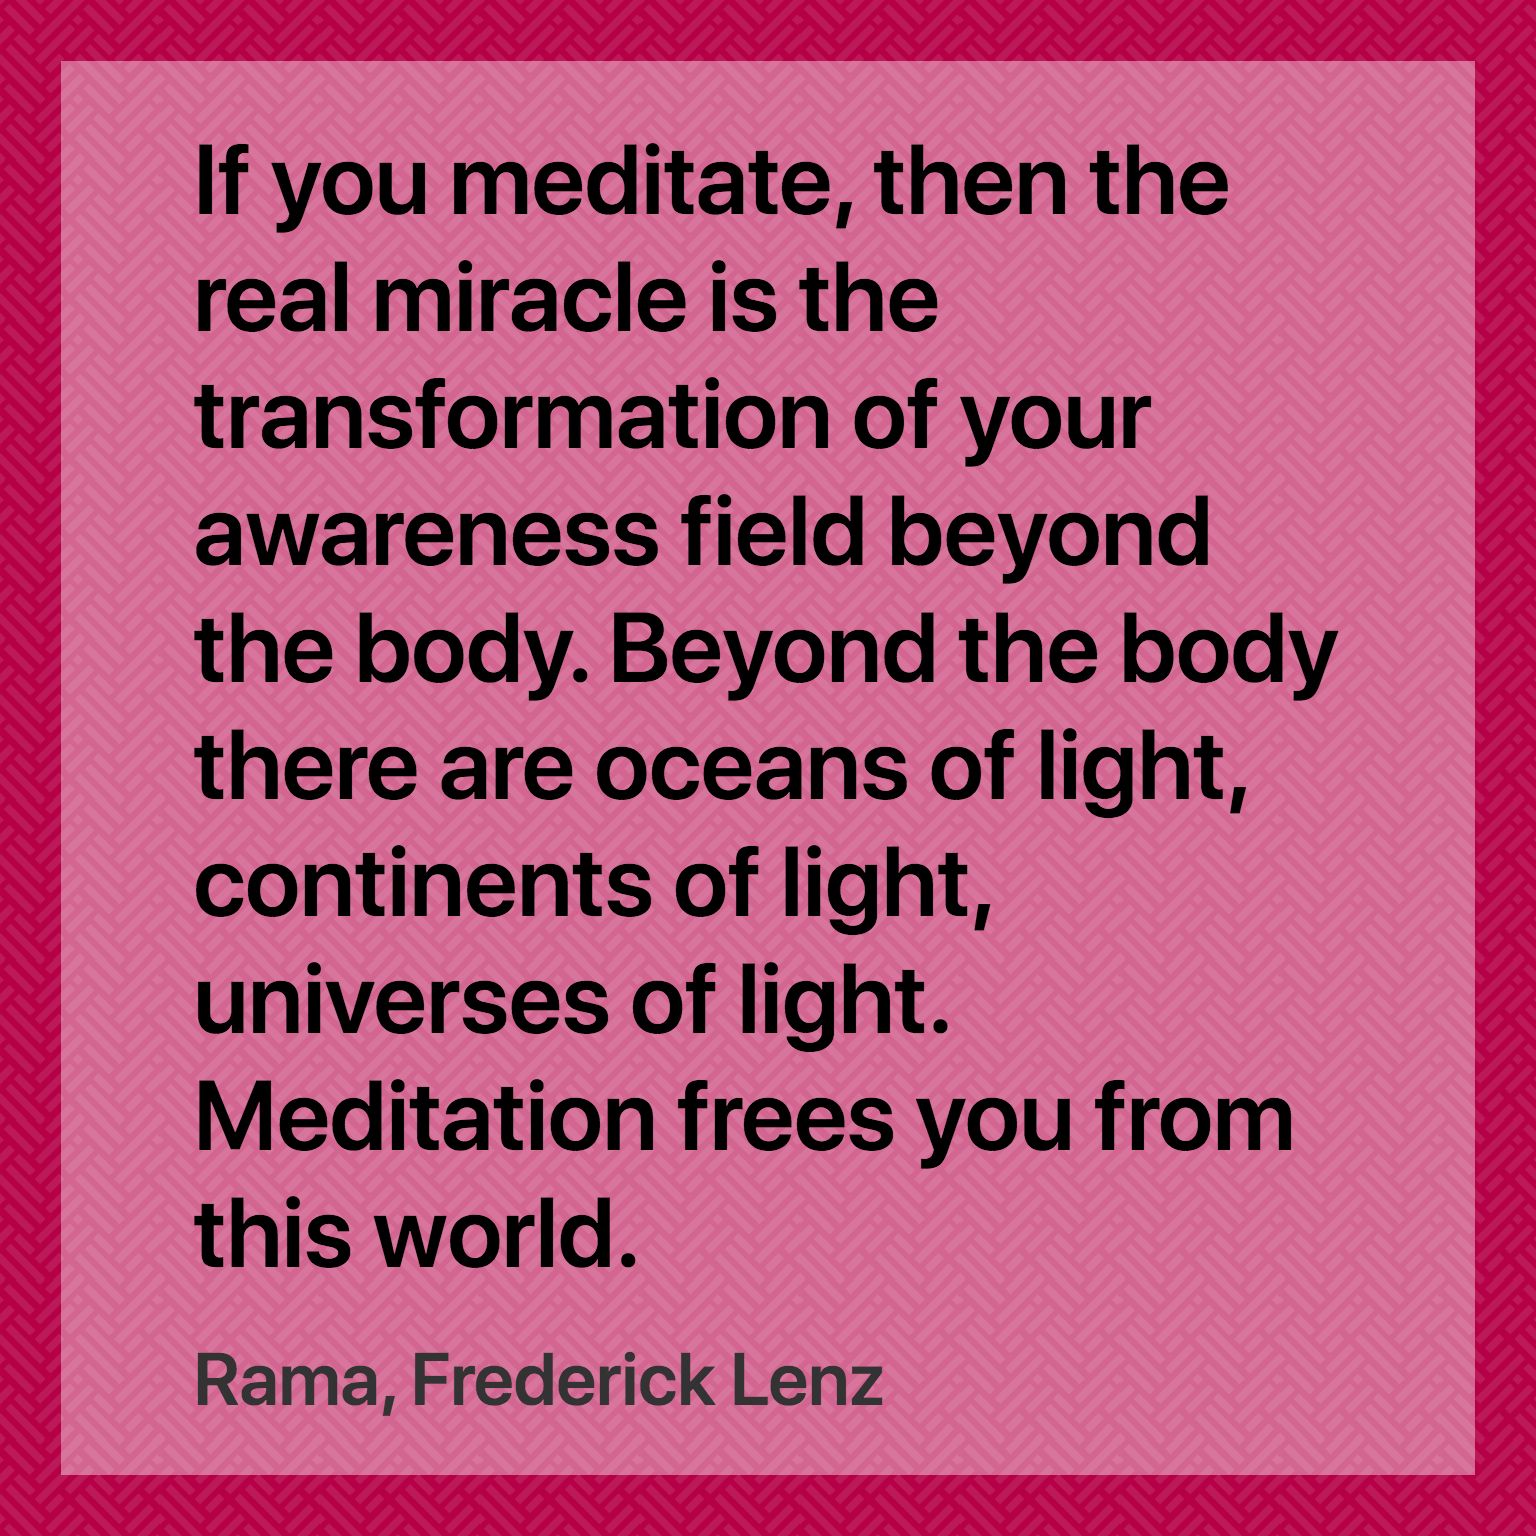 If you meditate, then the
real miracle is the
transformation of your
awareness field beyond
the body. Beyond the body
there are oceans of light,
continents of light,
universes of light.
Meditation frees you from
this world.
Rama, Frederick Lenz